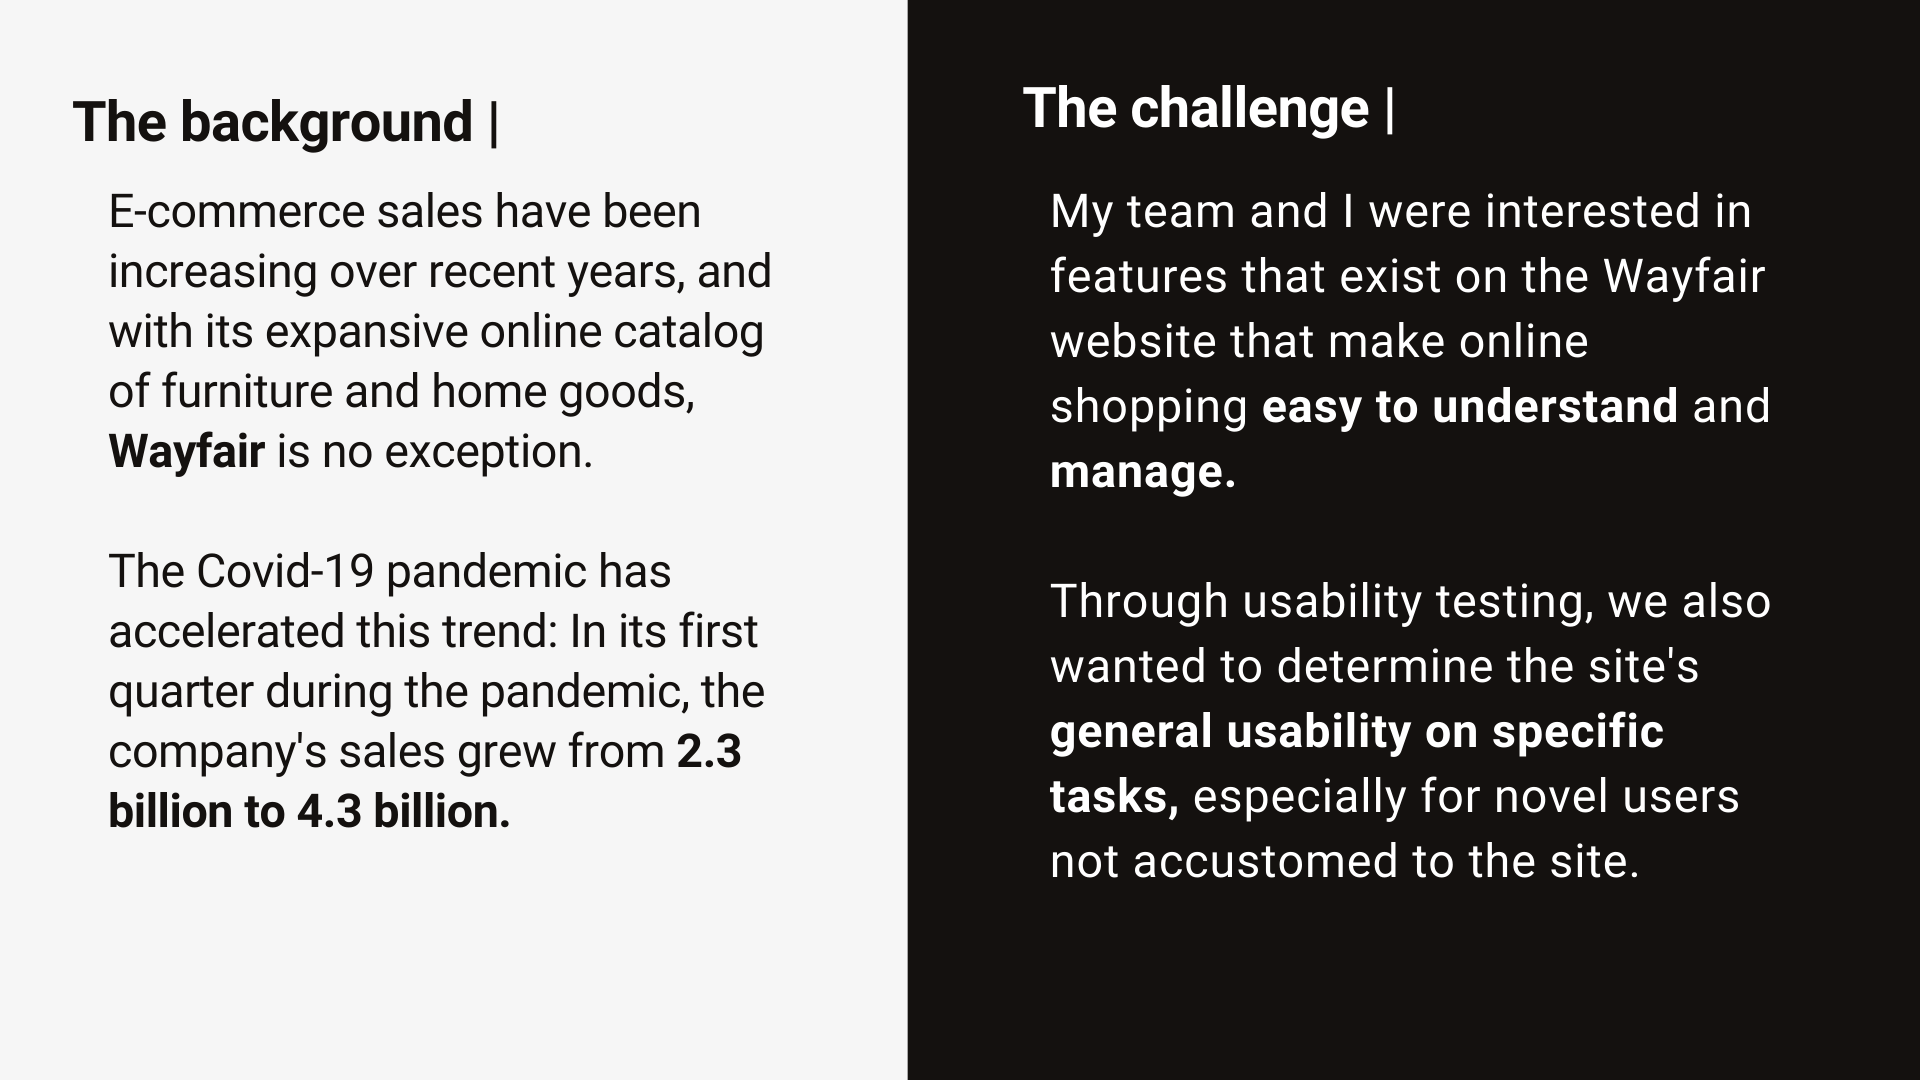 The background |
E-commerce sales have been
increasing over recent years, and
with its expansive online catalog
of furniture and home goods,
Wayfair is no exception.
The Covid-19 pandemic has
accelerated this trend: In its first
quarter during the pandemic, the
company's sales grew from 2.3
billion to 4.3 billion.
The challenge |
My team and I were interested in
features that exist on the Wayfair
website that make online
shopping easy to understand and
manage.
Through usability testing, we also
wanted to determine the site's
general usability on specific
tasks, especially for novel users
not accustomed to the site.